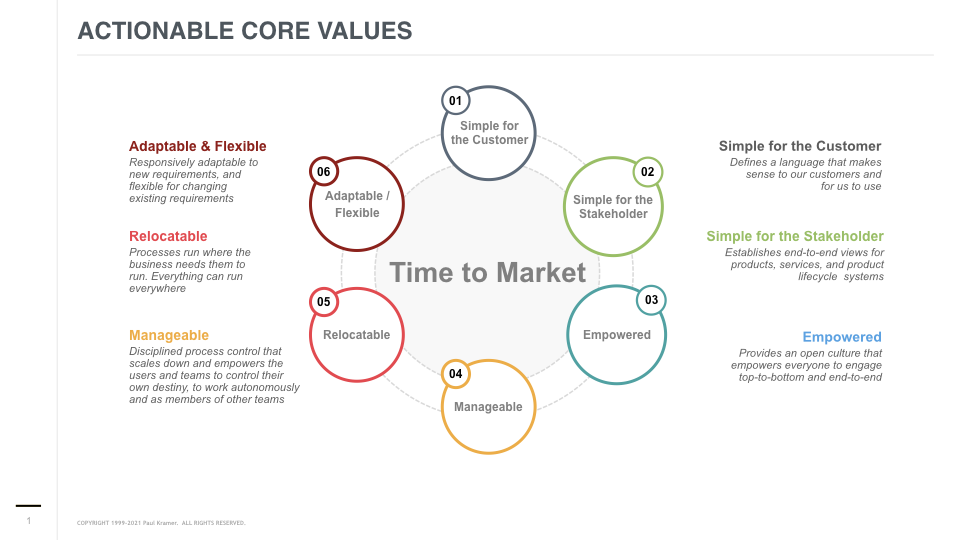 ACTIONABLE CORE VALUES
01
Simple for
the Customer
02
Simple for the
Stakeholder
03
Empowered
04
Manageable
05
Relocatable
06
Adaptable /
Flexible
Time to Market
Adaptable & Flexible
Responsively adaptable to
new requirements, and
flexible for changing
existing requirements
Relocatable
Processes run where the
business needs them to
run. Everything can run
everywhere
Manageable
Disciplined process control that
scales down and empowers the
users and teams to control their
own destiny, to work autonomously
and as members of other teams
Simple for the Customer
Defines a language that makes
sense to our customers and
for us to use
Simple for the Stakeholder
Establishes end-to-end views for
products, services, and product
lifecycle  systems
Empowered
Provides an open culture that
empowers everyone to engage
top-to-bottom and end-to-end
1
COPYRIGHT 1999-2021 Paul Kramer.  ALL RIGHTS RESERVED.